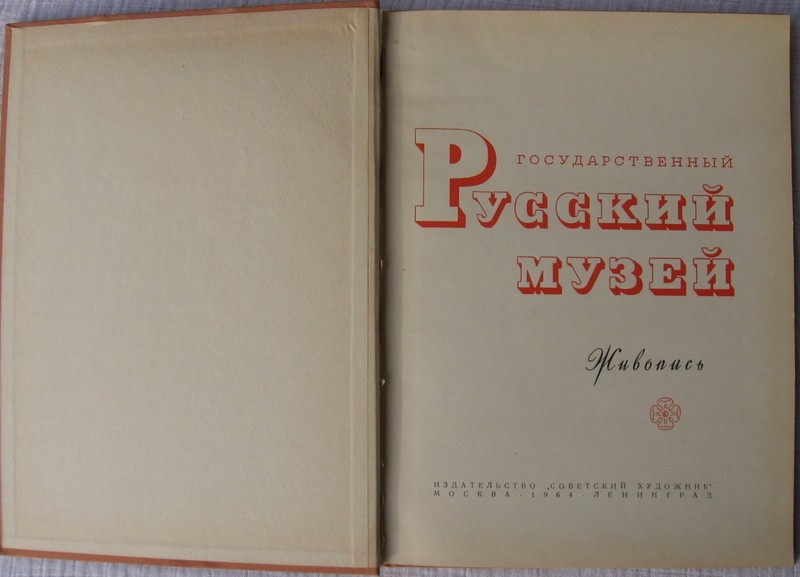 ГОСУДАРСТВЕННЫЙ
РУССКИЙ
МУЗЕЙ
Живопись
ИЗДАТЕЛЬСТВО „СОВЕТСКИЙ ХУДОЖНИК"
МОСКВА · 1964 · ЛЕНИНГРАД